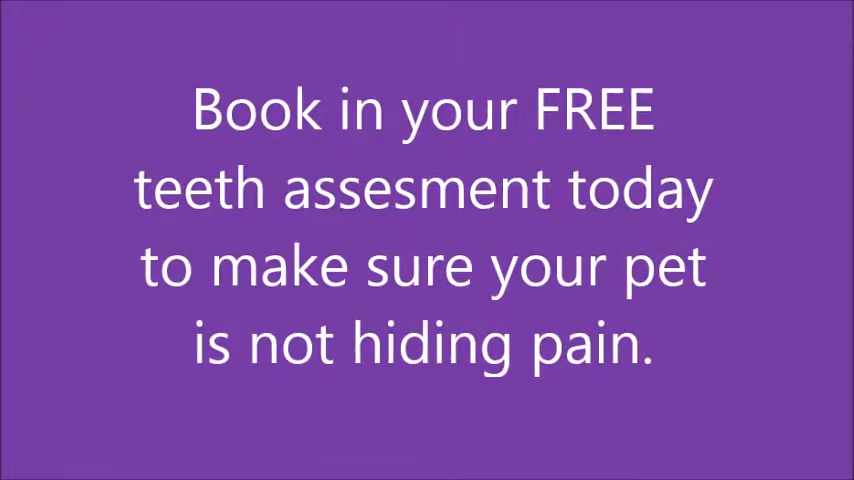 Book in your FREE
teeth assesment today
to make sure your pet
is not hiding pain.